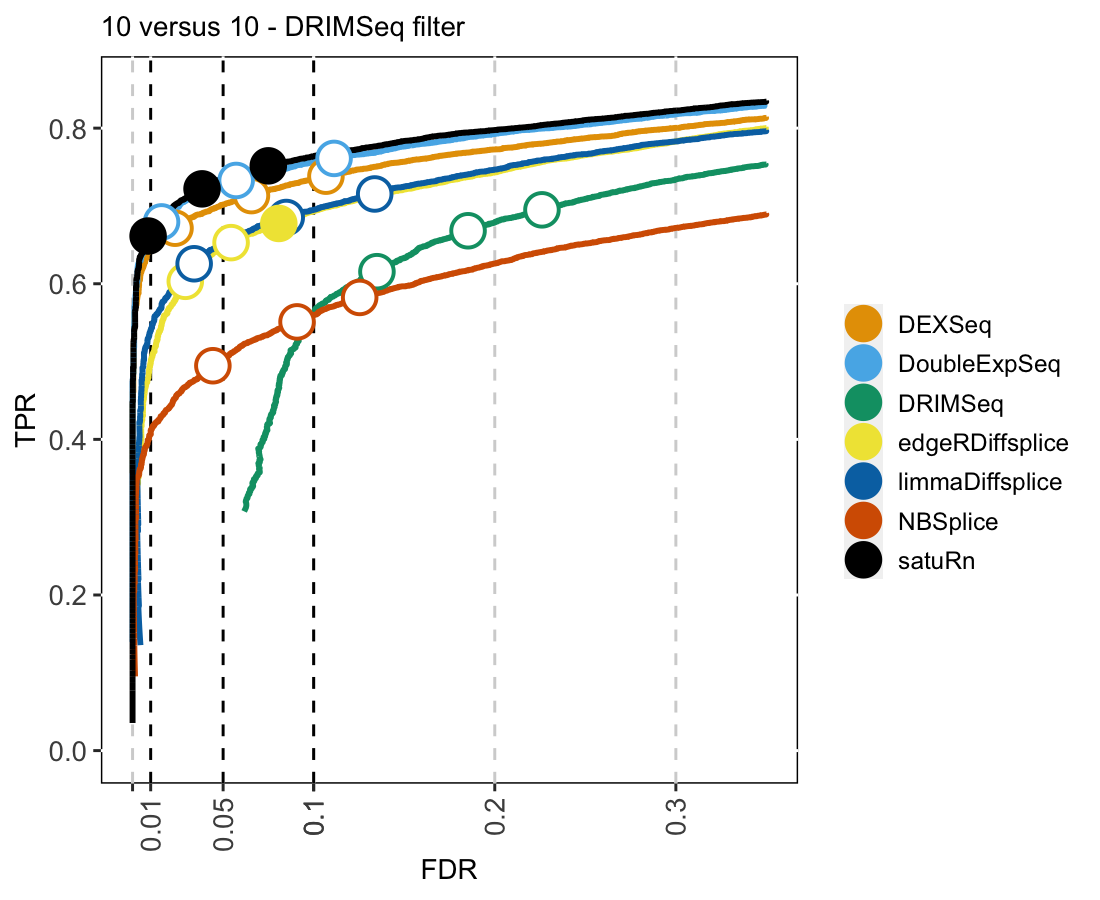 10 versus 10 - DRIMSeq filter
TPR
0.8
0.6
0.4
0.2
0.0
0.01
0.05
0.1
0.2
0.3
FDR
DEXSeq
DoubleExpSeq
DRIMSeq
edgeRDiffsplice
limmaDiffsplice
NBSplice
satuRn